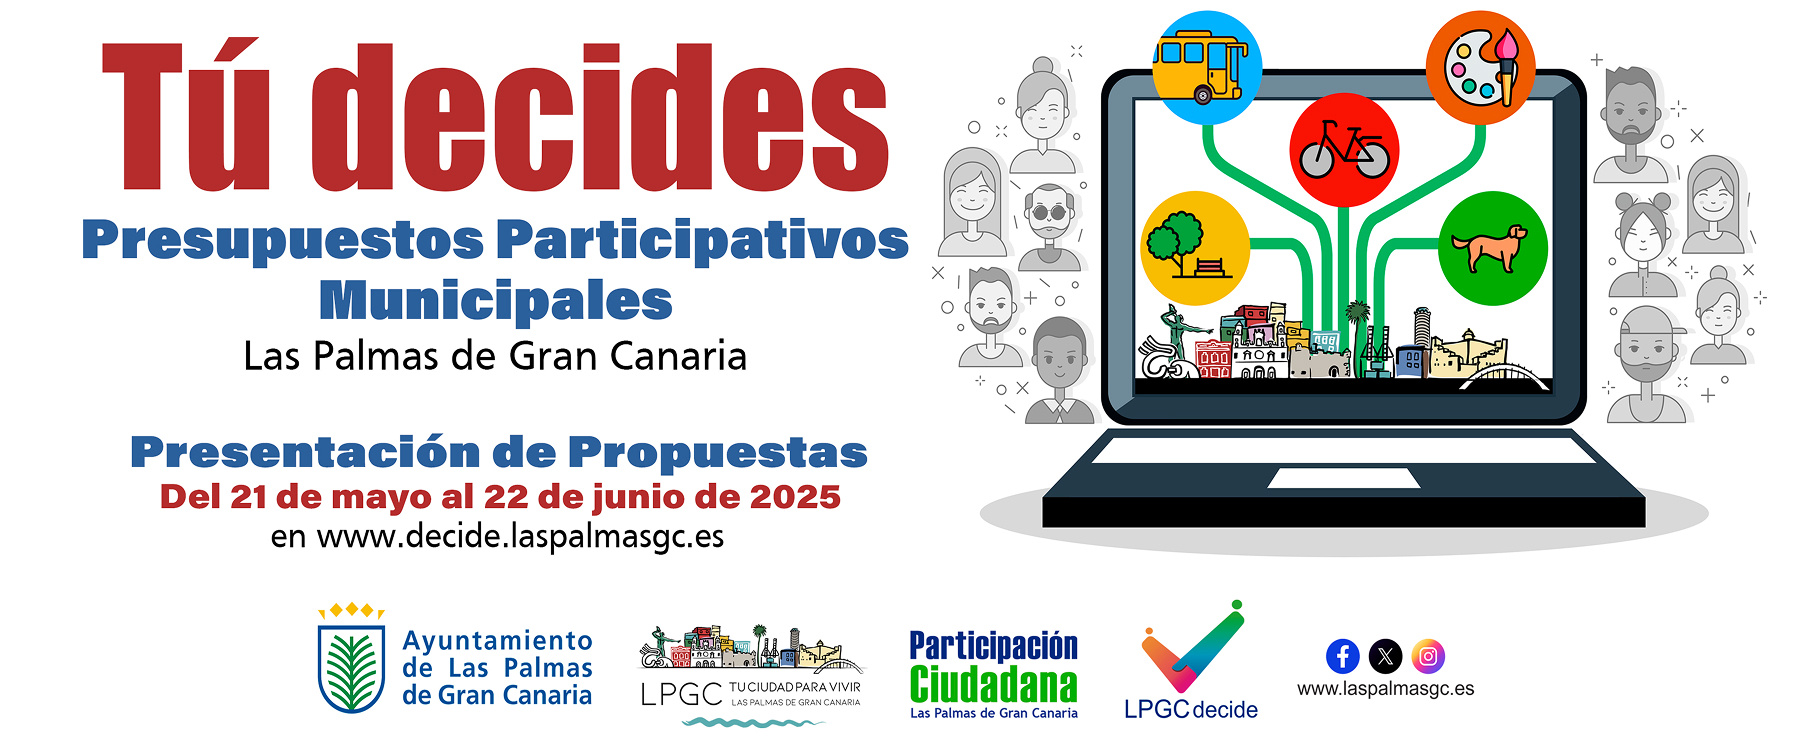 Tú decides
Presupuestos Participativos
Municipales
Las Palmas de Gran Canaria
Presentación de Propuestas
Del 21 de mayo al 22 de junio de 2025
en www.decide.laspalmasgc.es
Ayuntamiento
de Las Palmas
de Gran Canaria
LPGC TU CIUDAD PARA VIVIR
LAS PALMAS DE GRAN CANARIA
Participación
Ciudadana
Las Palmas de Gran Canaria
LPGC decide
www.laspalmasgc.es